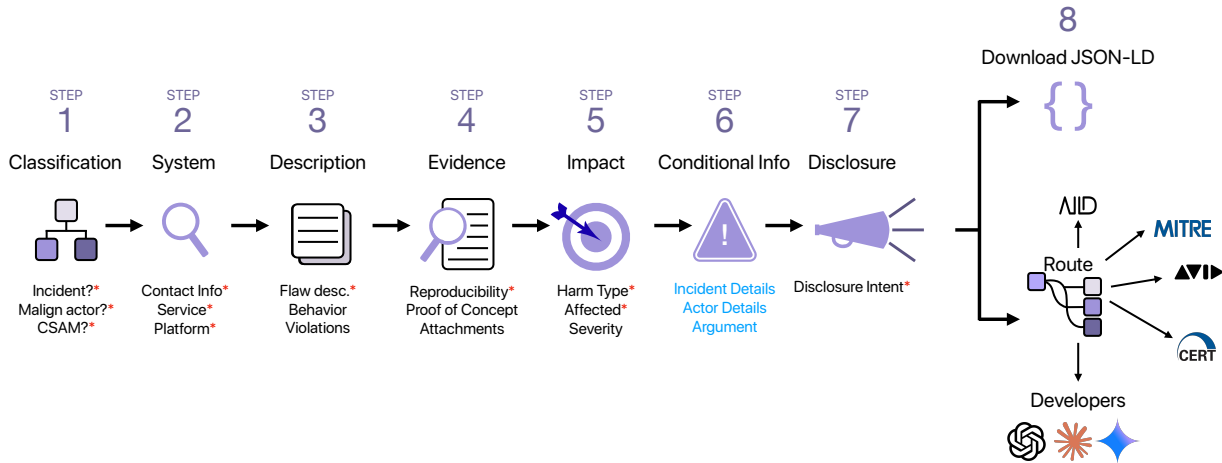 STEP
1
Classification
Incident?*
Malign actor?*
CSAM?*
STEP
2
System
Contact Info*
Service*
Platform*
STEP
3
Description
Flaw desc.*
Behavior
Violations
STEP
4
Evidence
Reproducibility*
Proof of Concept
Attachments
STEP
5
Impact
Harm Type*
Affected*
Severity
STEP
6
Conditional Info
!
Incident Details
Actor Details
Argument
STEP
7
Disclosure
Disclosure Intent*
8
Download JSON-LD
{ }
AIID
MITRE
Route
AVID
CERT
Developers